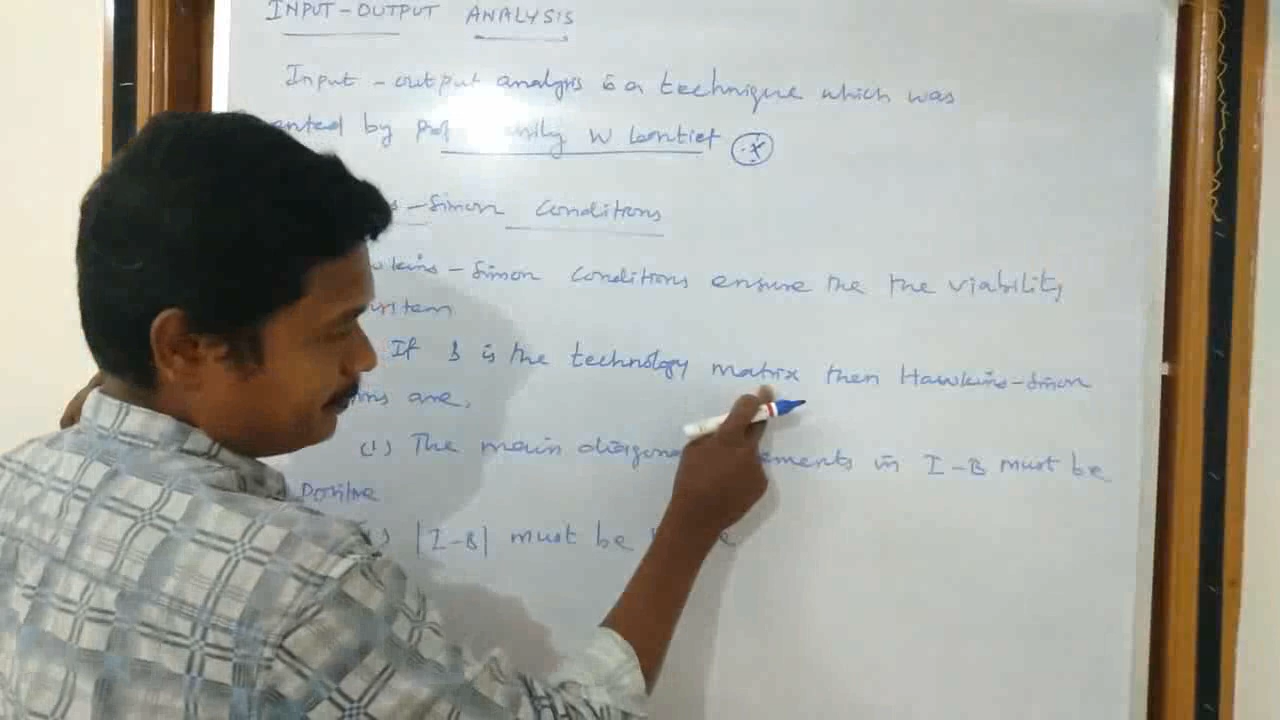 INPUT-OUTPUT ANALYSIS
Input - output analysis is a technique which was
by Prof W Leontief
-Simon Conditions
- Simon Conditions ensure the the viability
If B is the technology matrix then Hawkins-Simon
are,
(1) The main in I-B must be
Positive
|I-B| must be